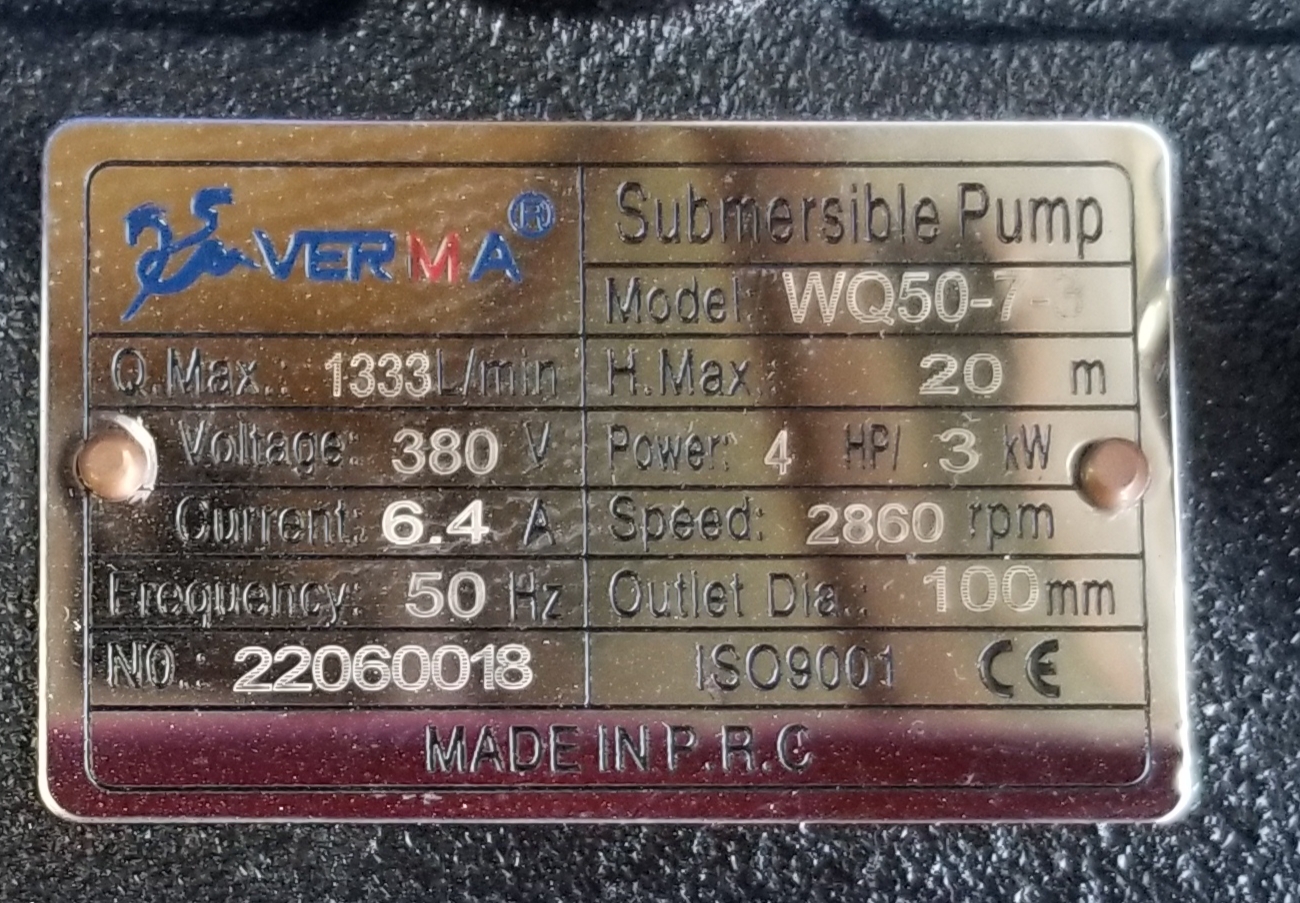 VERMA®
Submersible Pump
Model: WQ50-7-3
Q.Max.: 1333L/min
H.Max.: 20 m
Voltage: 380 V
Power: 4 HP/ 3 kW
Current: 6.4 A
Speed: 2860 rpm
Frequency: 50 Hz
Outlet Dia.: 100mm
NO.: 22060018
ISO9001 CE
MADE IN P.R.C